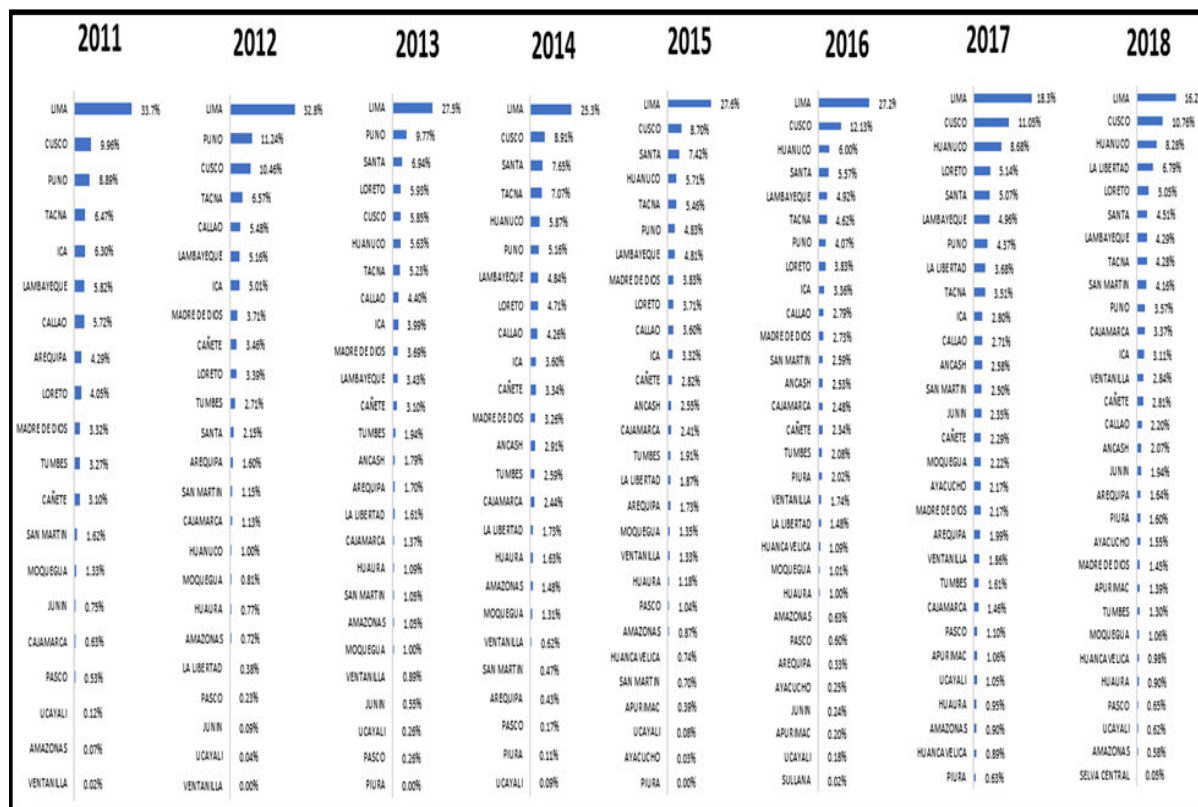 2011
LIMA 33.7%
CUSCO 9.96%
PUNO 8.89%
TACNA 6.47%
ICA 6.30%
LAMBAYEQUE 5.82%
CALLAO 5.72%
AREQUIPA 4.29%
LORETO 4.05%
MADRE DE DIOS 3.32%
TUMBES 3.27%
CAÑETE 3.10%
SAN MARTIN 1.62%
MOQUEGUA 1.33%
JUNIN 0.75%
CAJAMARCA 0.63%
PASCO 0.53%
UCAYALI 0.12%
AMAZONAS 0.07%
VENTANILLA 0.02%
2012
LIMA 32.8%
PUNO 11.24%
CUSCO 10.46%
TACNA 6.57%
CALLAO 5.48%
LAMBAYEQUE 5.16%
ICA 5.01%
MADRE DE DIOS 3.71%
CAÑETE 3.46%
LORETO 3.39%
TUMBES 2.71%
SANTA 2.15%
AREQUIPA 1.60%
SAN MARTIN 1.15%
CAJAMARCA 1.13%
HUANUCO 1.00%
MOQUEGUA 0.81%
HUAURA 0.77%
AMAZONAS 0.72%
LA LIBERTAD 0.38%
PASCO 0.23%
JUNIN 0.09%
UCAYALI 0.04%
VENTANILLA 0.00%
2013
LIMA 27.5%
PUNO 9.77%
SANTA 6.94%
LORETO 5.93%
CUSCO 5.85%
HUANUCO 5.63%
TACNA 5.23%
CALLAO 4.40%
ICA 3.99%
MADRE DE DIOS 3.69%
LAMBAYEQUE 3.43%
CAÑETE 3.10%
TUMBES 1.94%
ANCASH 1.79%
AREQUIPA 1.70%
LA LIBERTAD 1.61%
CAJAMARCA 1.37%
HUAURA 1.09%
SAN MARTIN 1.05%
AMAZONAS 1.05%
MOQUEGUA 1.00%
VENTANILLA 0.89%
JUNIN 0.55%
UCAYALI 0.26%
PASCO 0.26%
PIURA 0.00%
2014
LIMA 25.3%
CUSCO 8.91%
SANTA 7.65%
TACNA 7.07%
HUANUCO 5.87%
PUNO 5.16%
LAMBAYEQUE 4.84%
LORETO 4.71%
CALLAO 4.26%
ICA 3.60%
CAÑETE 3.34%
MADRE DE DIOS 3.26%
ANCASH 2.91%
TUMBES 2.59%
CAJAMARCA 2.44%
LA LIBERTAD 1.73%
HUAURA 1.63%
AMAZONAS 1.48%
MOQUEGUA 1.31%
VENTANILLA 0.62%
SAN MARTIN 0.47%
AREQUIPA 0.43%
PASCO 0.17%
PIURA 0.11%
UCAYALI 0.09%
2015
LIMA 27.6%
CUSCO 8.70%
SANTA 7.42%
HUANUCO 5.71%
TACNA 5.46%
PUNO 4.83%
LAMBAYEQUE 4.81%
MADRE DE DIOS 3.83%
LORETO 3.71%
CALLAO 3.60%
ICA 3.32%
CAÑETE 2.82%
ANCASH 2.55%
CAJAMARCA 2.41%
TUMBES 1.91%
LA LIBERTAD 1.87%
AREQUIPA 1.73%
MOQUEGUA 1.35%
VENTANILLA 1.33%
HUAURA 1.18%
PASCO 1.04%
AMAZONAS 0.87%
HUANCAVELICA 0.74%
SAN MARTIN 0.70%
APURIMAC 0.39%
UCAYALI 0.08%
AYACUCHO 0.03%
PIURA 0.00%
2016
LIMA 27.2%
CUSCO 12.13%
HUANUCO 6.00%
SANTA 5.57%
LAMBAYEQUE 4.92%
TACNA 4.62%
PUNO 4.07%
LORETO 3.83%
ICA 3.36%
CALLAO 2.79%
MADRE DE DIOS 2.73%
SAN MARTIN 2.59%
ANCASH 2.53%
CAJAMARCA 2.48%
CAÑETE 2.34%
TUMBES 2.08%
PIURA 2.02%
VENTANILLA 1.74%
LA LIBERTAD 1.48%
HUANCAVELICA 1.09%
MOQUEGUA 1.01%
HUAURA 1.00%
AMAZONAS 0.63%
PASCO 0.60%
AREQUIPA 0.33%
AYACUCHO 0.25%
JUNIN 0.24%
APURIMAC 0.20%
UCAYALI 0.18%
SULLANA 0.02%
2017
LIMA 18.3%
CUSCO 11.05%
HUANUCO 8.68%
LORETO 5.14%
SANTA 5.07%
LAMBAYEQUE 4.96%
PUNO 4.37%
LA LIBERTAD 3.68%
TACNA 3.51%
ICA 2.80%
CALLAO 2.71%
ANCASH 2.58%
SAN MARTIN 2.50%
JUNIN 2.35%
CAÑETE 2.29%
MOQUEGUA 2.22%
AYACUCHO 2.17%
MADRE DE DIOS 2.17%
AREQUIPA 1.99%
VENTANILLA 1.86%
TUMBES 1.61%
CAJAMARCA 1.46%
PASCO 1.10%
APURIMAC 1.06%
UCAYALI 1.05%
HUAURA 0.95%
AMAZONAS 0.90%
HUANCAVELICA 0.89%
PIURA 0.63%
2018
LIMA 16.2
CUSCO 10.76%
HUANUCO 8.28%
LA LIBERTAD 6.79%
LORETO 5.05%
SANTA 4.51%
LAMBAYEQUE 4.29%
TACNA 4.28%
SAN MARTIN 4.16%
PUNO 3.57%
CAJAMARCA 3.37%
ICA 3.11%
VENTANILLA 2.84%
CAÑETE 2.81%
CALLAO 2.20%
ANCASH 2.07%
JUNIN 1.94%
AREQUIPA 1.64%
PIURA 1.60%
AYACUCHO 1.55%
MADRE DE DIOS 1.45%
APURIMAC 1.39%
TUMBES 1.30%
MOQUEGUA 1.06%
HUANCAVELICA 0.98%
HUAURA 0.90%
PASCO 0.65%
UCAYALI 0.62%
AMAZONAS 0.58%
SELVA CENTRAL 0.05%